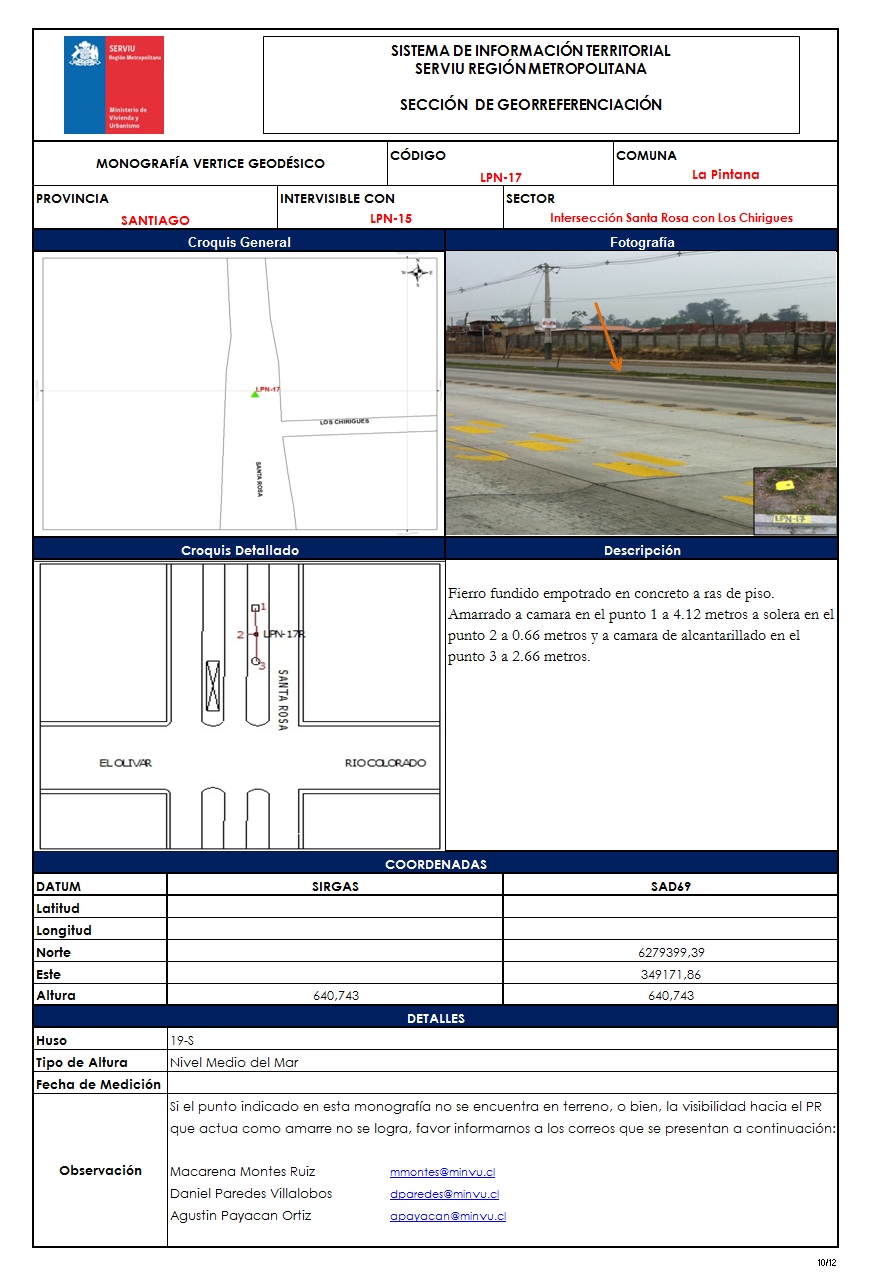 SERVIU
Región Metropolitana
Ministerio de
Vivienda y
Urbanismo
SISTEMA DE INFORMACIÓN TERRITORIAL
SERVIU REGIÓN METROPOLITANA
SECCIÓN DE GEORREFERENCIACIÓN
MONOGRAFÍA VERTICE GEODÉSICO
CÓDIGO
LPN-17
COMUNA
La Pintana
PROVINCIA
SANTIAGO
INTERVISIBLE CON
LPN-15
SECTOR
Intersección Santa Rosa con Los Chirigues
Croquis General
Fotografía
N
W
E
S
LPN-17
LOS CHIRIGUES
SANTA ROSA
LPN-17
Croquis Detallado
Descripción
1
2
LPN-17R
3
SANTA ROSA
EL OLIVAR
RIO COLORADO
Fierro fundido empotrado en concreto a ras de piso.
Amarrado a camara en el punto 1 a 4.12 metros a solera en el
punto 2 a 0.66 metros y a camara de alcantarillado en el
punto 3 a 2.66 metros.
COORDENADAS
DATUM SIRGAS SAD69
Latitud
Longitud
Norte 6279399,39
Este 349171,86
Altura 640,743 640,743
DETALLES
Huso 19-S
Tipo de Altura Nivel Medio del Mar
Fecha de Medición
Observación
Si el punto indicado en esta monografía no se encuentra en terreno, o bien, la visibilidad hacia el PR
que actua como amarre no se logra, favor informarnos a los correos que se presentan a continuación:
Macarena Montes Ruiz mmontes@minvu.cl
Daniel Paredes Villalobos dparedes@minvu.cl
Agustin Payacan Ortiz apayacan@minvu.cl
10/12